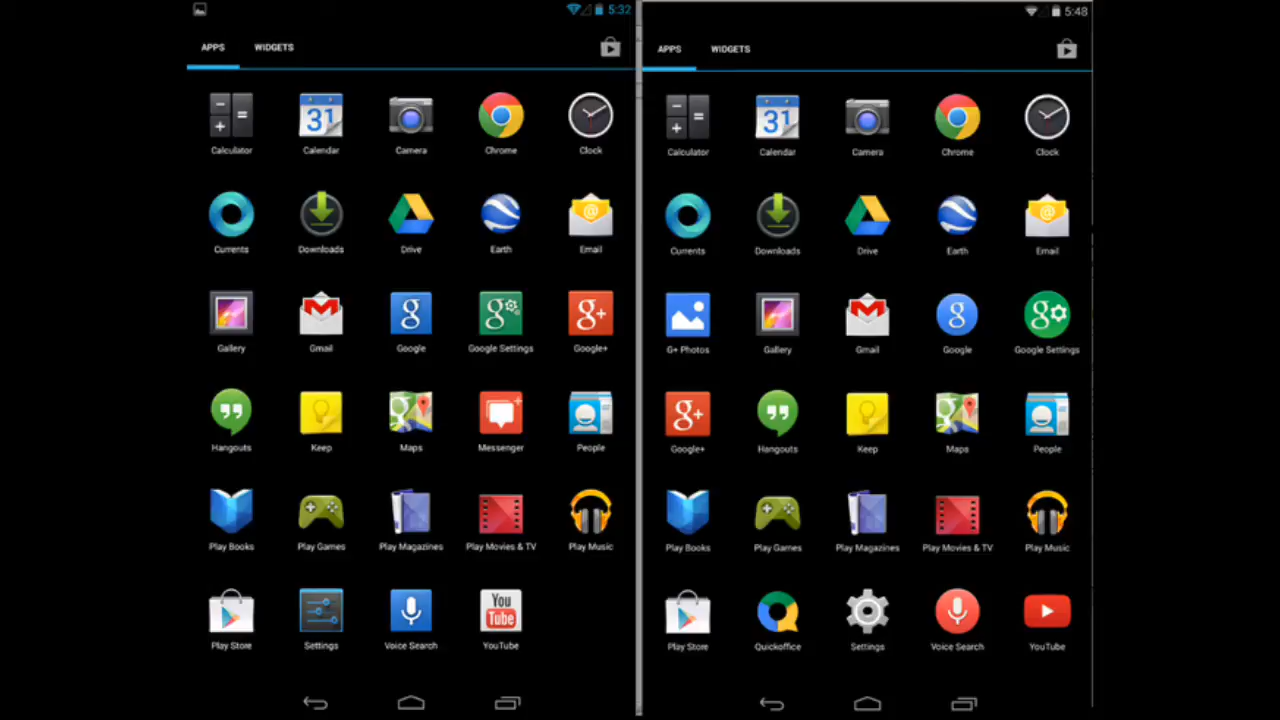 5:32
APPS WIDGETS
31
Calculator Calendar Camera Chrome Clock
@
Currents Downloads Drive Earth Email
g g g+
Gallery Gmail Google Google Settings Google+
g
Hangouts Keep Maps Messenger People
Play Books Play Games Play Magazines Play Movies & TV Play Music
You
Tube
Play Store Settings Voice Search YouTube
5:48
APPS WIDGETS
31
Calculator Calendar Camera Chrome Clock
@
Currents Downloads Drive Earth Email
g g
G+ Photos Gallery Gmail Google Google Settings
g+ g
Google+ Hangouts Keep Maps People
Play Books Play Games Play Magazines Play Movies & TV Play Music
Play Store Quickoffice Settings Voice Search YouTube